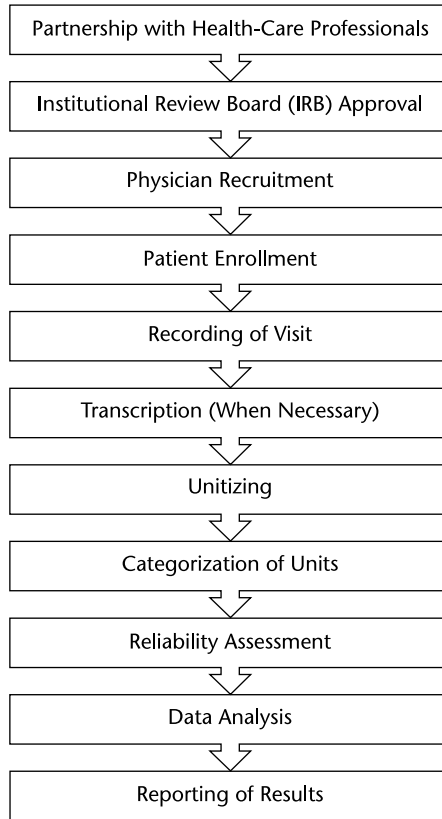 Partnership with Health-Care Professionals
Institutional Review Board (IRB) Approval
Physician Recruitment
Patient Enrollment
Recording of Visit
Transcription (When Necessary)
Unitizing
Categorization of Units
Reliability Assessment
Data Analysis
Reporting of Results